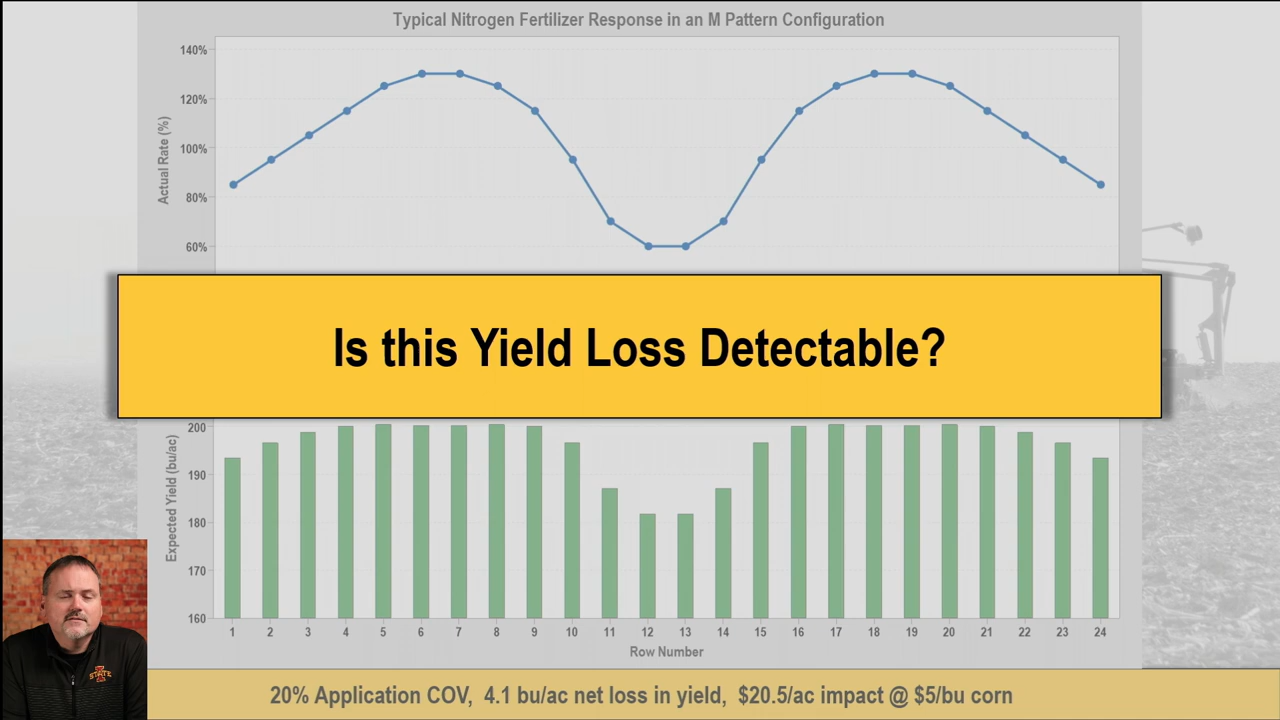 Typical Nitrogen Fertilizer Response in an M Pattern Configuration
140%
120%
100%
80%
60%
Actual Rate (%)
Is this Yield Loss Detectable?
200
190
180
170
160
Expected Yield (bu/ac)
1 2 3 4 5 6 7 8 9 10 11 12 13 14 15 16 17 18 19 20 21 22 23 24
Row Number
STATE
20% Application COV, 4.1 bu/ac net loss in yield, $20.5/ac impact @ $5/bu corn